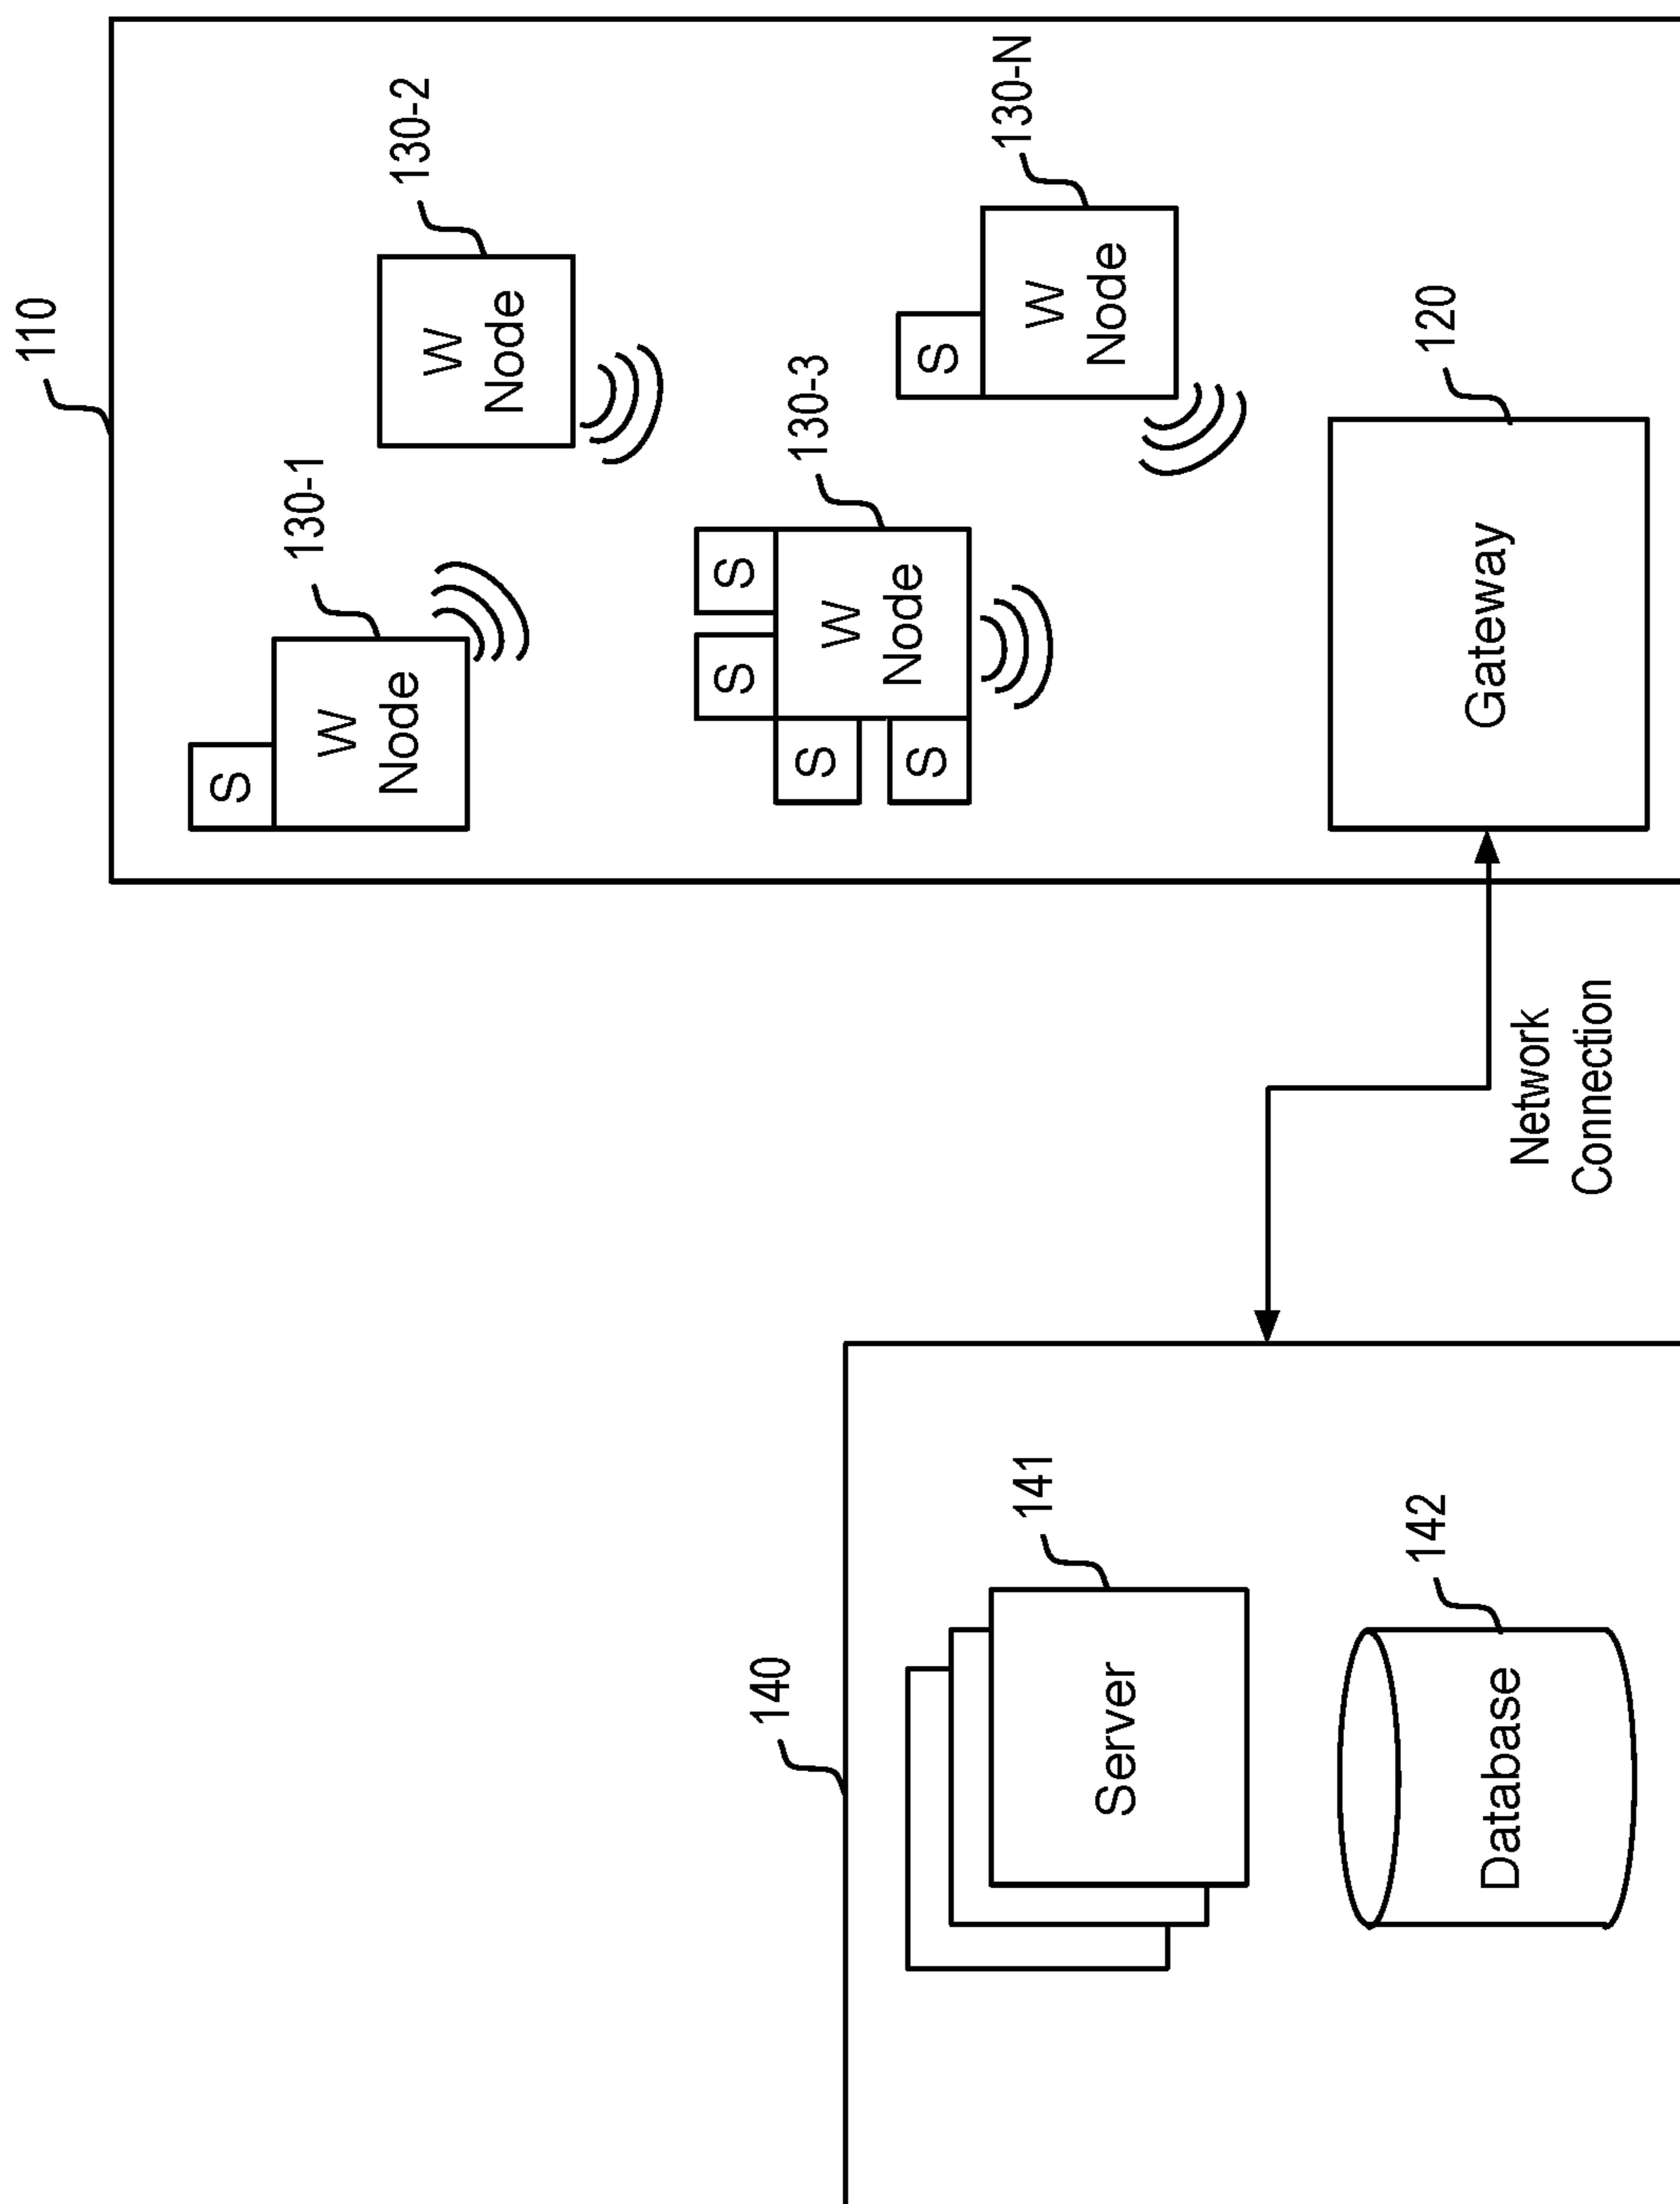 110
130-1
S
W
Node
130-2
W
Node
130-3
S
S
S
S
W
Node
130-N
S
W
Node
120
Gateway
Network
Connection
140
141
Server
142
Database